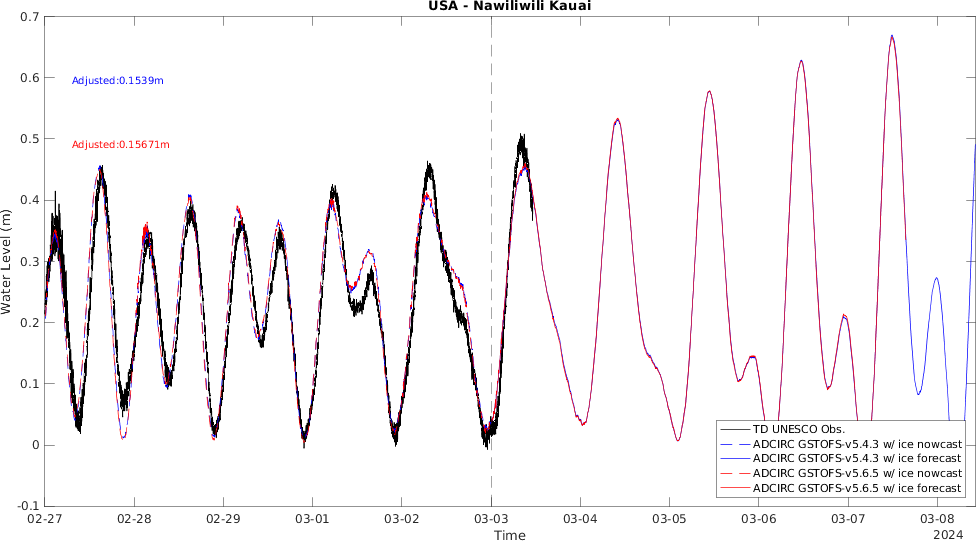 USA - Nawiliwili Kauai
0.7
0.6
0.5
0.4
0.3
0.2
0.1
0
-0.1
Water Level (m)
Adjusted:0.1539m
Adjusted:0.15671m
TD UNESCO Obs.
ADCIRC GSTOFS-v5.4.3 w/ ice nowcast
ADCIRC GSTOFS-v5.4.3 w/ ice forecast
ADCIRC GSTOFS-v5.6.5 w/ ice nowcast
ADCIRC GSTOFS-v5.6.5 w/ ice forecast
02-27 02-28 02-29 03-01 03-02 03-03 03-04 03-05 03-06 03-07 03-08
Time 2024